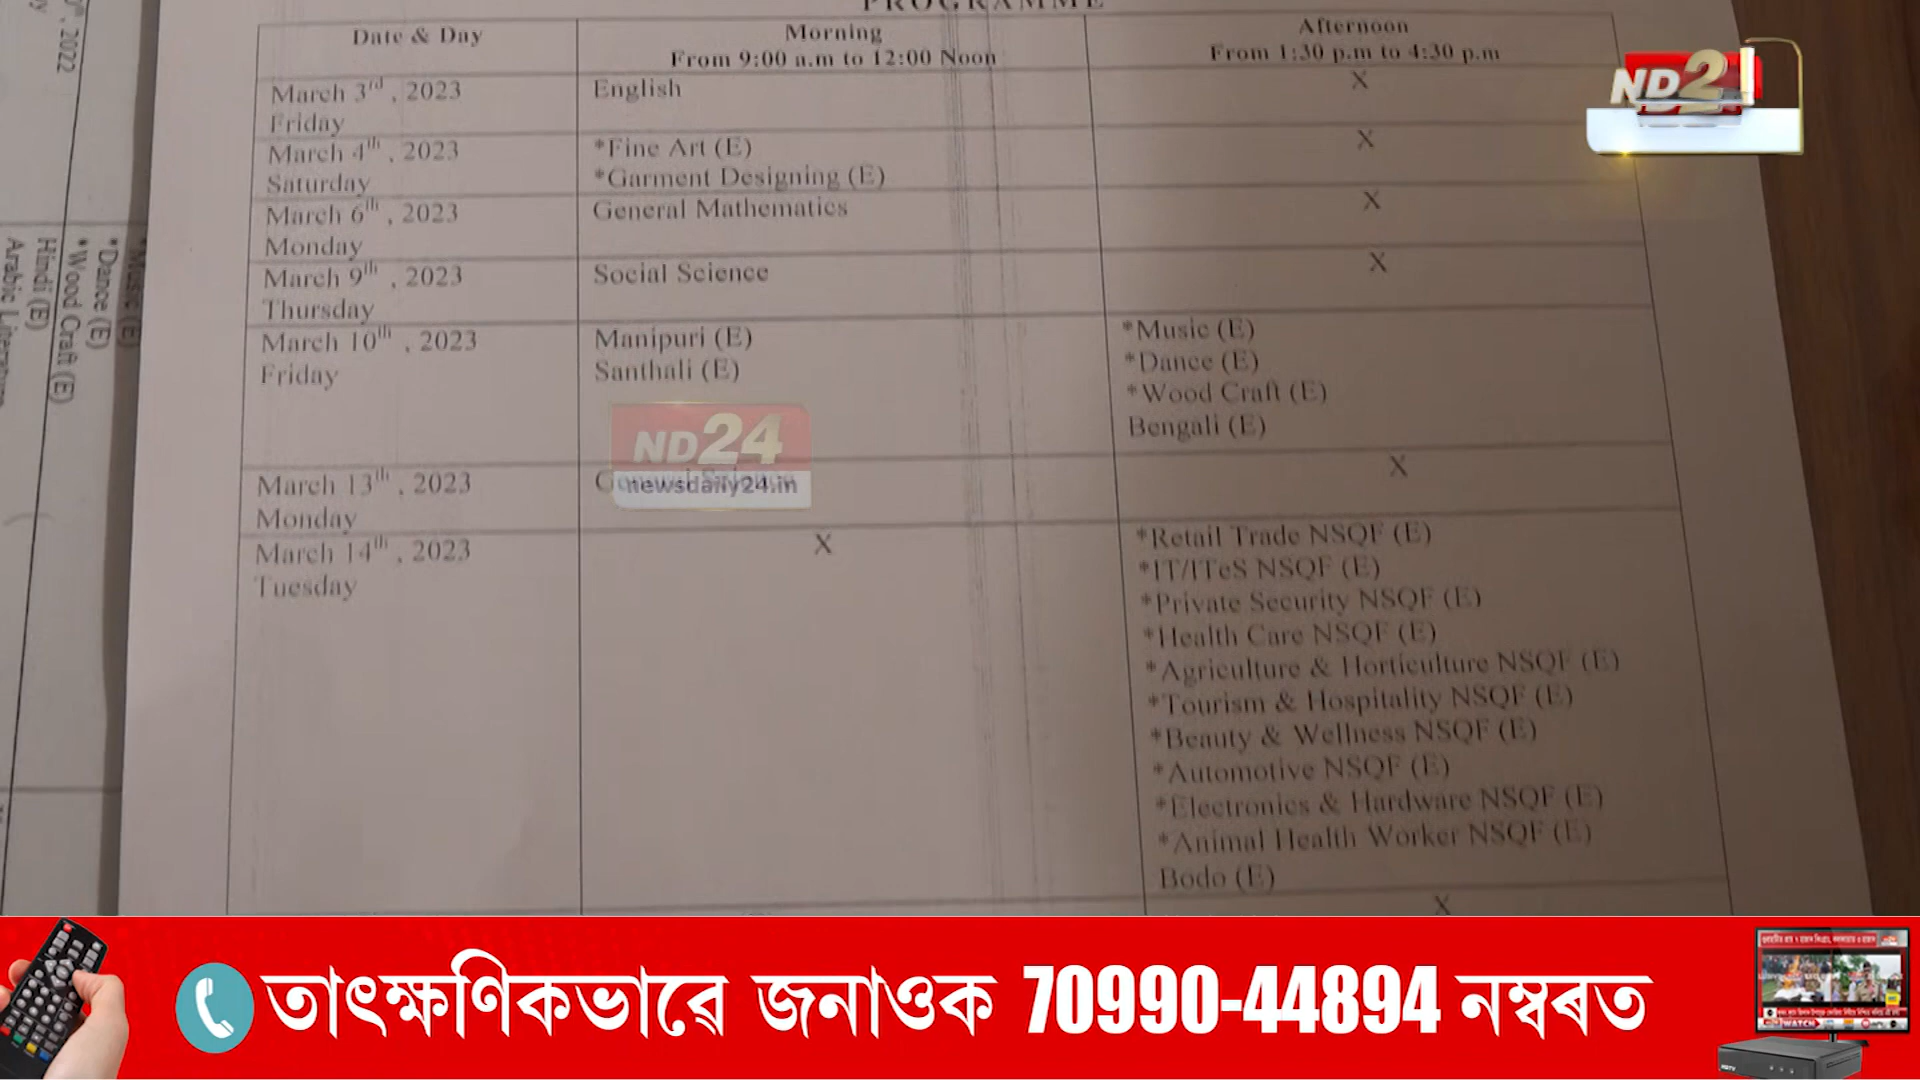 PROGRAMME
Date & Day
Morning
From 9:00 a.m to 12:00 Noon
Afternoon
From 1:30 p.m to 4:30 p.m
March 3rd , 2023
Friday
English
X
March 4th , 2023
Saturday
*Fine Art (E)
*Garment Designing (E)
X
March 6th , 2023
Monday
General Mathematics
X
March 9th , 2023
Thursday
Social Science
X
March 10th , 2023
Friday
Manipuri (E)
Santhali (E)
*Music (E)
*Dance (E)
*Wood Craft (E)
Bengali (E)
March 13th , 2023
Monday
X
March 14th , 2023
Tuesday
X
*Retail Trade NSQF (E)
*IT/ITeS NSQF (E)
*Private Security NSQF (E)
*Health Care NSQF (E)
*Agriculture & Horticulture NSQF (E)
*Tourism & Hospitality NSQF (E)
*Beauty & Wellness NSQF (E)
*Automotive NSQF (E)
*Electronics & Hardware NSQF (E)
*Animal Health Worker NSQF (E)
Bodo (E)
X
, 2022
*Music (E)
*Dance (E)
*Wood Craft (E)
Hindi (E)
Arabic
ND24
newsdaily24.in
ND2
তাৎক্ষণিকভাৱে জনাওক 70990-44894 নম্বৰত
WATCH